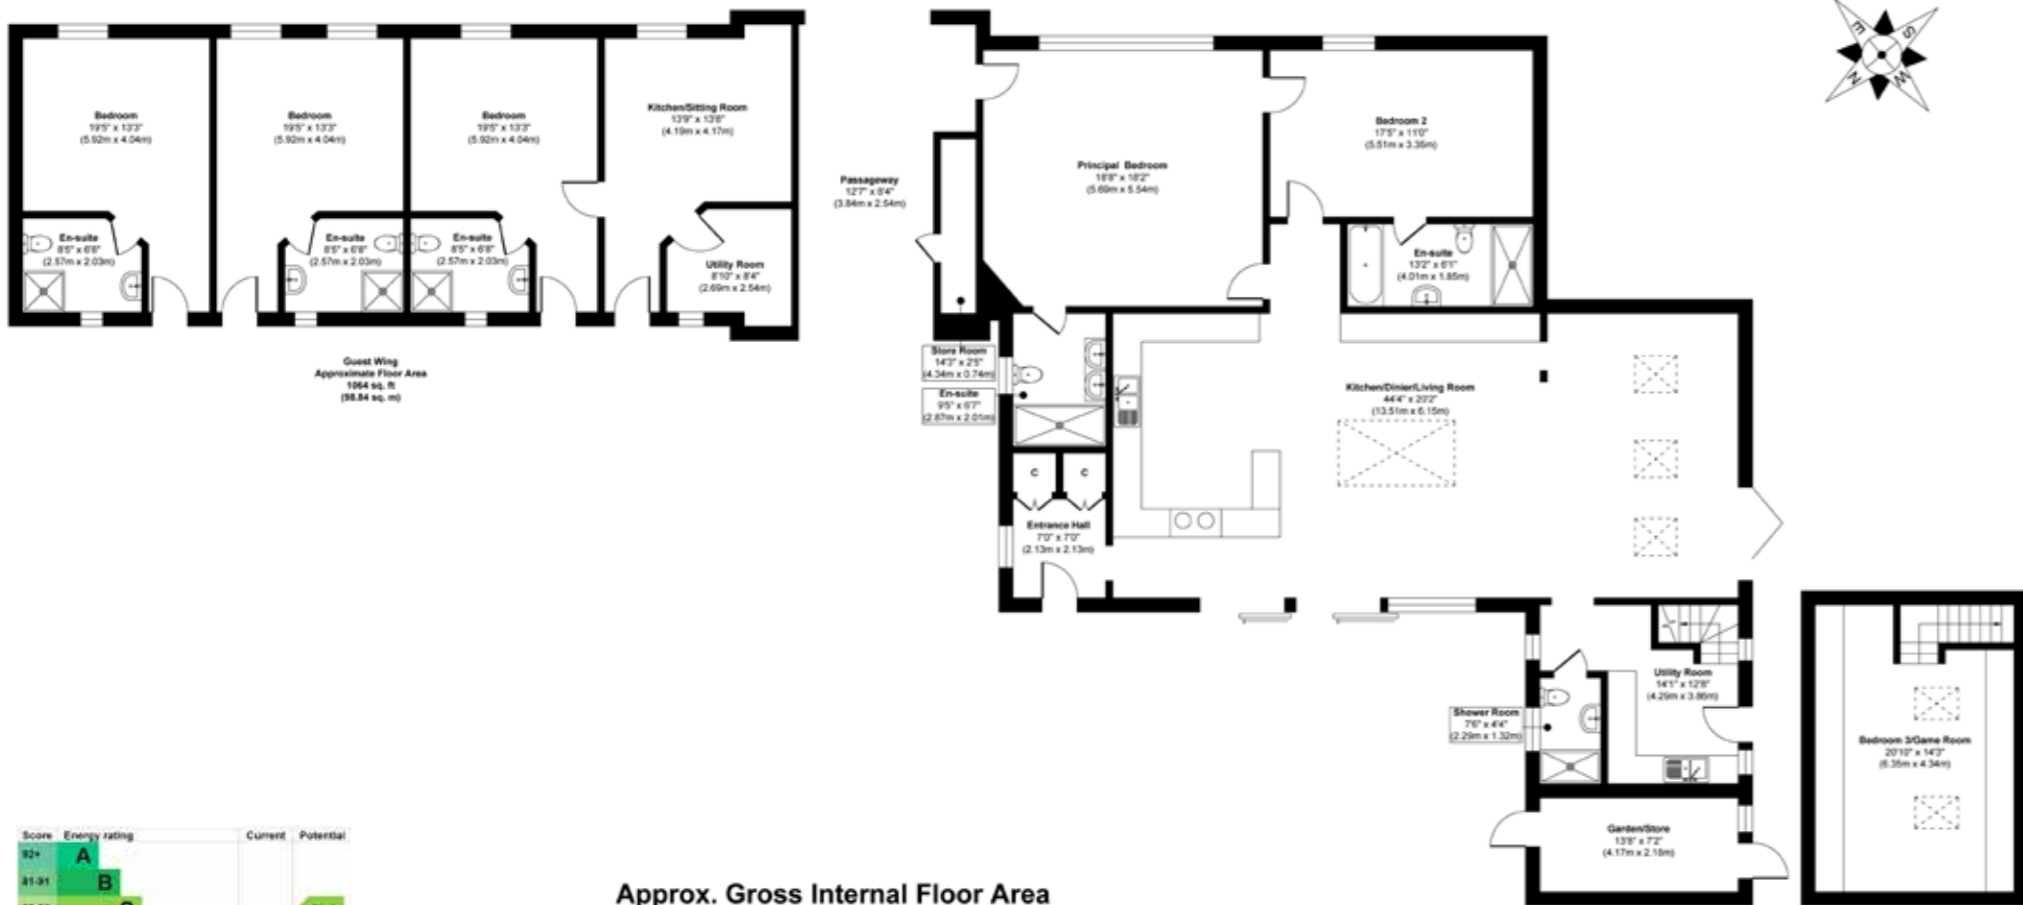 Bedroom
19'5" x 13'3"
(5.92m x 4.04m)
Bedroom
19'5" x 13'3"
(5.92m x 4.04m)
Bedroom
19'5" x 13'3"
(5.92m x 4.04m)
Kitchen/Sitting Room
13'9" x 13'8"
(4.19m x 4.17m)
En-suite
8'5" x 6'8"
(2.57m x 2.03m)
En-suite
8'5" x 6'8"
(2.57m x 2.03m)
En-suite
8'5" x 6'8"
(2.57m x 2.03m)
Utility Room
8'10" x 8'4"
(2.69m x 2.54m)
Guest Wing
Approximate Floor Area
1064 sq. ft
(98.84 sq. m)
Passageway
12'7" x 8'4"
(3.84m x 2.54m)
Principal Bedroom
18'8" x 18'2"
(5.69m x 5.54m)
Bedroom 2
17'5" x 11'0"
(5.51m x 3.35m)
En-suite
13'2" x 6'1"
(4.01m x 1.85m)
Store Room
14'3" x 2'5"
(4.34m x 0.74m)
En-suite
9'5" x 6'7"
(2.87m x 2.01m)
Kitchen/Dinier/Living Room
44'4" x 20'2"
(13.51m x 6.15m)
C
C
Entrance Hall
7'0" x 7'0"
(2.13m x 2.13m)
Utility Room
14'1" x 12'8"
(4.29m x 3.86m)
Shower Room
7'6" x 4'4"
(2.29m x 1.32m)
Bedroom 3/Game Room
20'10" x 14'3"
(6.35m x 4.34m)
Garden/Store
13'8" x 7'2"
(4.17m x 2.18m)
E
S
N
W
Score Energy rating Current Potential
92+ A
81-91 B
C
Approx. Gross Internal Floor Area